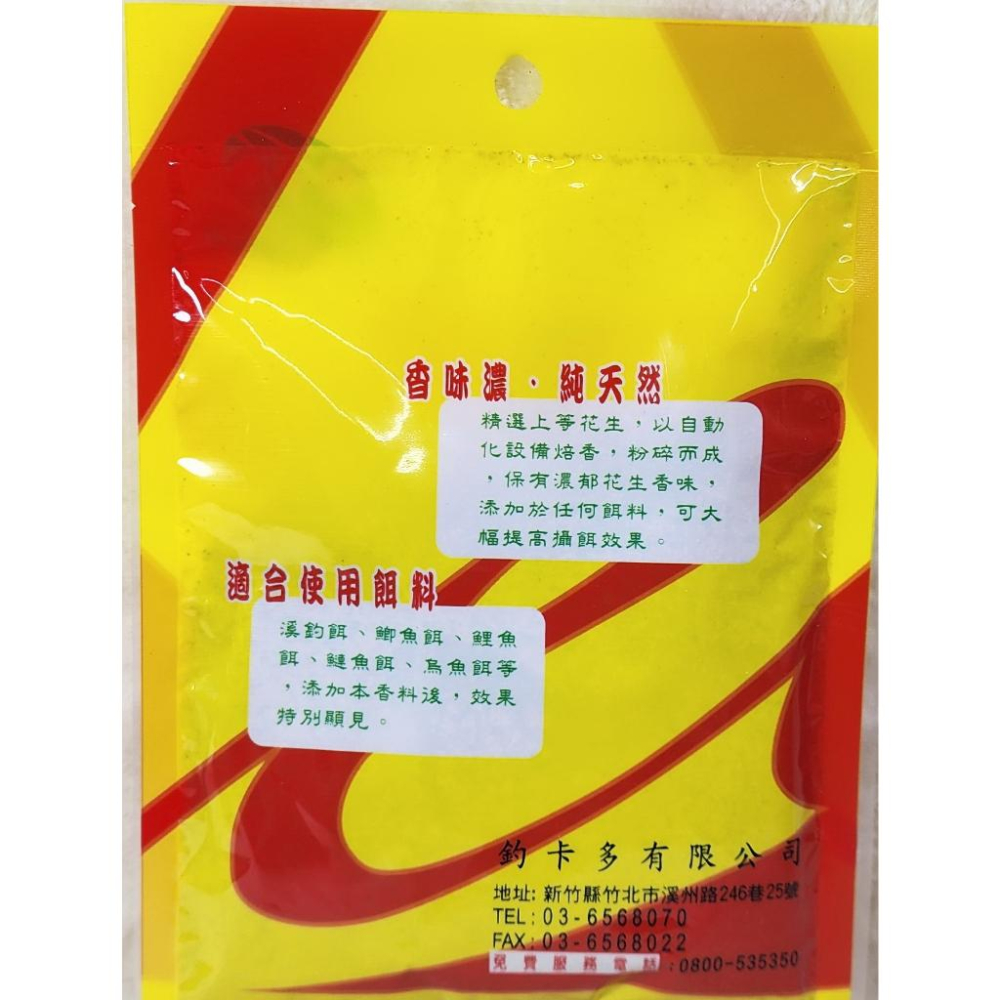 香味濃．純天然
精選上等花生，以自動
化設備焙香，粉碎而成
，保有濃郁花生香味，
添加於任何餌料，可大
幅提高攝餌效果。
適合使用餌料
溪釣餌、鯽魚餌、鯉魚
餌、鰱魚餌、烏魚餌等
，添加本香料後，效果
特別顯見。
釣卡多有限公司
地址: 新竹縣竹北市溪州路246巷25號
TEL: 03-6568070
FAX: 03-6568022
免費服務電話:0800-535350